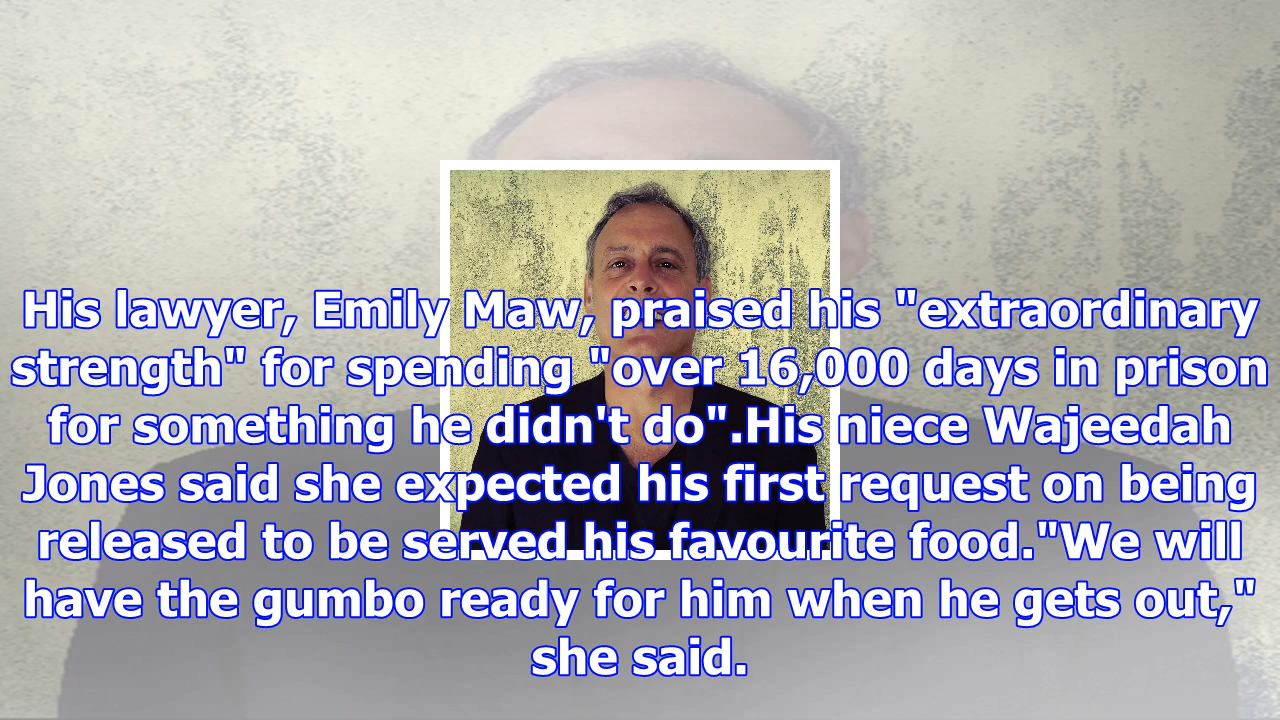 His lawyer, Emily Maw, praised his "extraordinary
strength" for spending "over 16,000 days in prison
for something he didn't do".His niece Wajeedah
Jones said she expected his first request on being
released to be served his favourite food."We will
have the gumbo ready for him when he gets out,"
she said.